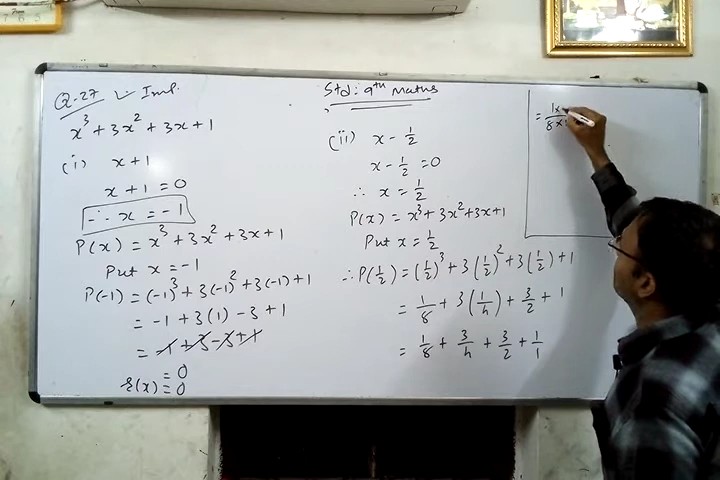 Q-27 ✓ Imp.
x³ + 3x² + 3x + 1
(i) x + 1
x + 1 = 0
∴ x = -1
P(x) = x³ + 3x² + 3x + 1
Put x = -1
P(-1) = (-1)³ + 3(-1)² + 3(-1) + 1
= -1 + 3(1) - 3 + 1
= -1 + 3 - 3 + 1
= 0
r(x) = 0
Std: 9th Maths
(ii) x - 1/2
x - 1/2 = 0
∴ x = 1/2
P(x) = x³ + 3x² + 3x + 1
Put x = 1/2
∴ P(1/2) = (1/2)³ + 3(1/2)² + 3(1/2) + 1
= 1/8 + 3(1/4) + 3/2 + 1
= 1/8 + 3/4 + 3/2 + 1/1
= 1x / 8x